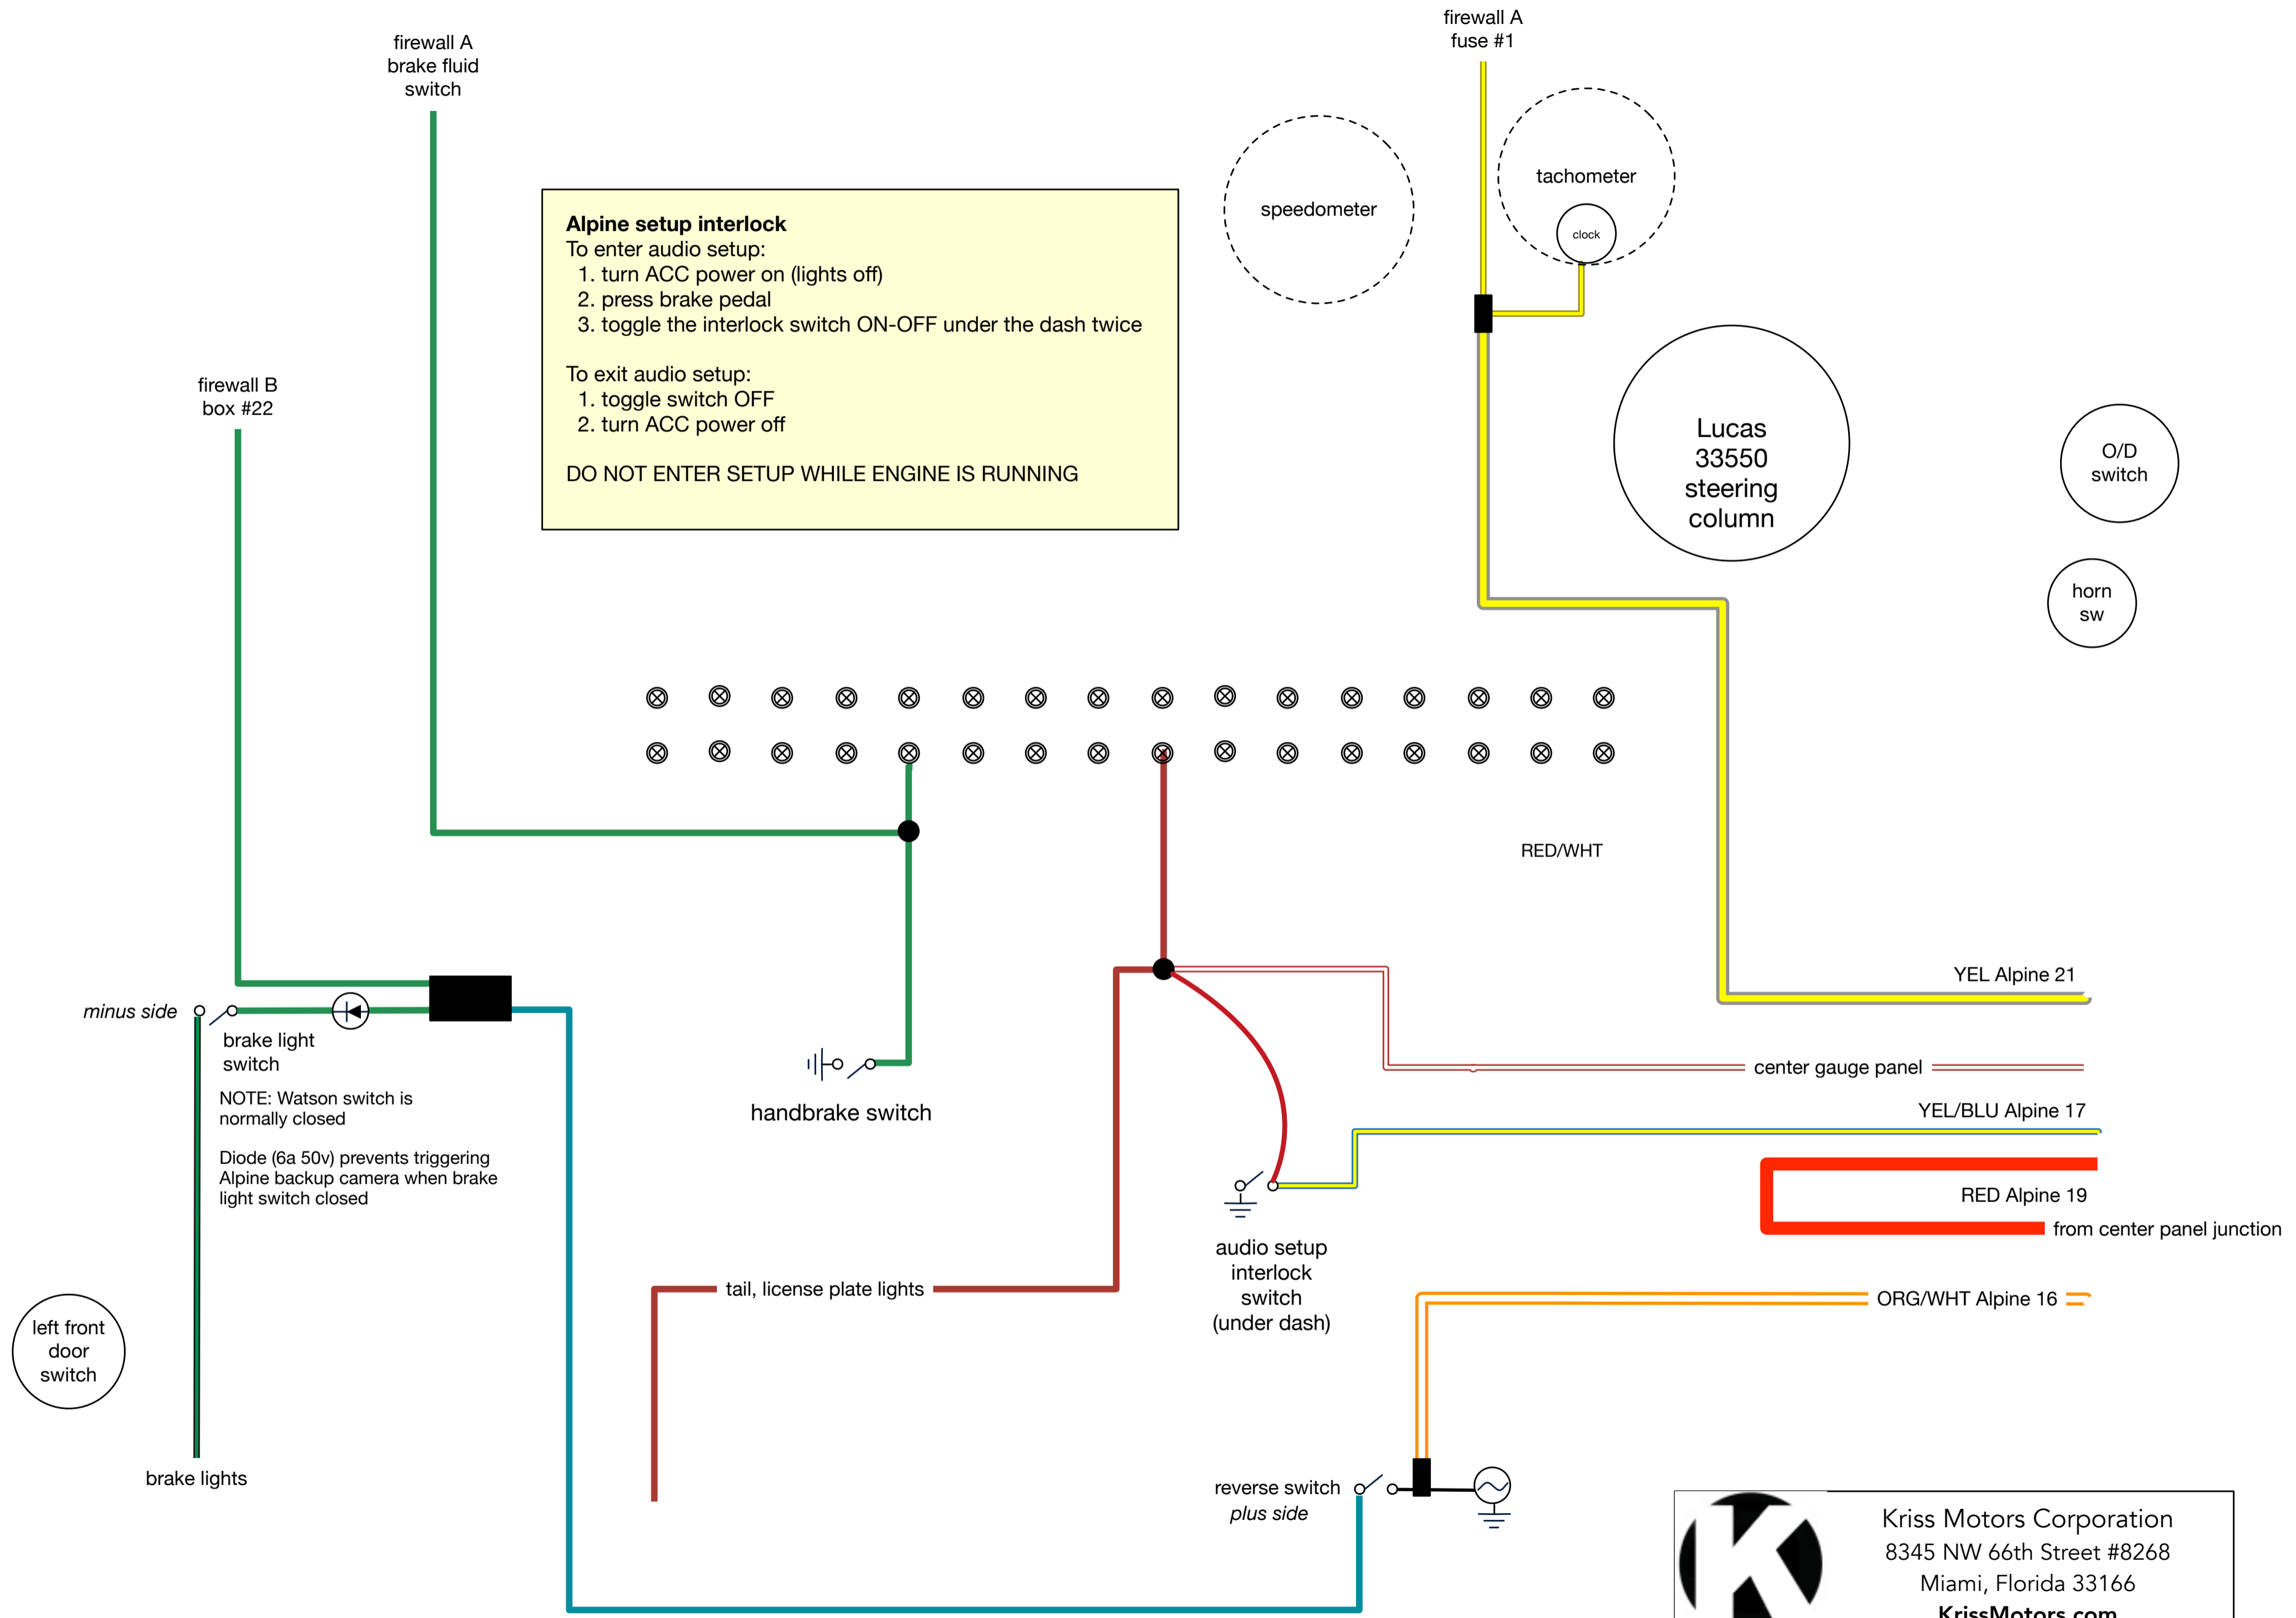 firewall A
fuse #1
firewall A
brake fluid
switch
tachometer
clock
speedometer
Alpine setup interlock
To enter audio setup:
1. turn ACC power on (lights off)
2. press brake pedal
3. toggle the interlock switch ON-OFF under the dash twice
To exit audio setup:
1. toggle switch OFF
2. turn ACC power off
DO NOT ENTER SETUP WHILE ENGINE IS RUNNING
firewall B
box #22
Lucas
33550
steering
column
O/D
switch
horn
sw
RED/WHT
YEL Alpine 21
minus side
brake light
switch
NOTE: Watson switch is
normally closed
Diode (6a 50v) prevents triggering
Alpine backup camera when brake
light switch closed
handbrake switch
center gauge panel
YEL/BLU Alpine 17
RED Alpine 19
from center panel junction
audio setup
interlock
switch
(under dash)
tail, license plate lights
ORG/WHT Alpine 16
left front
door
switch
brake lights
reverse switch
plus side
K
Kriss Motors Corporation
8345 NW 66th Street #8268
Miami, Florida 33166
KrissMotors.com